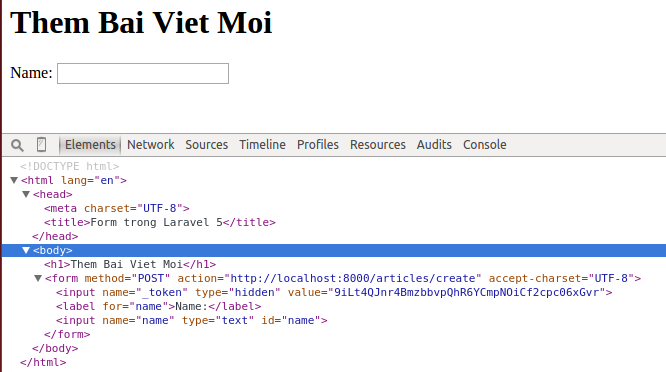 Them Bai Viet Moi
Name:
Elements Network Sources Timeline Profiles Resources Audits Console
<!DOCTYPE html>
<html lang="en">
<head>
<meta charset="UTF-8">
<title>Form trong Laravel 5</title>
</head>
<body>
<h1>Them Bai Viet Moi</h1>
<form method="POST" action="http://localhost:8000/articles/create" accept-charset="UTF-8">
<input name="_token" type="hidden" value="9iLt4QJnr4BmzbbvpQhR6YCmpNOiCf2cpc06xGvr">
<label for="name">Name:</label>
<input name="name" type="text" id="name">
</form>
</body>
</html>